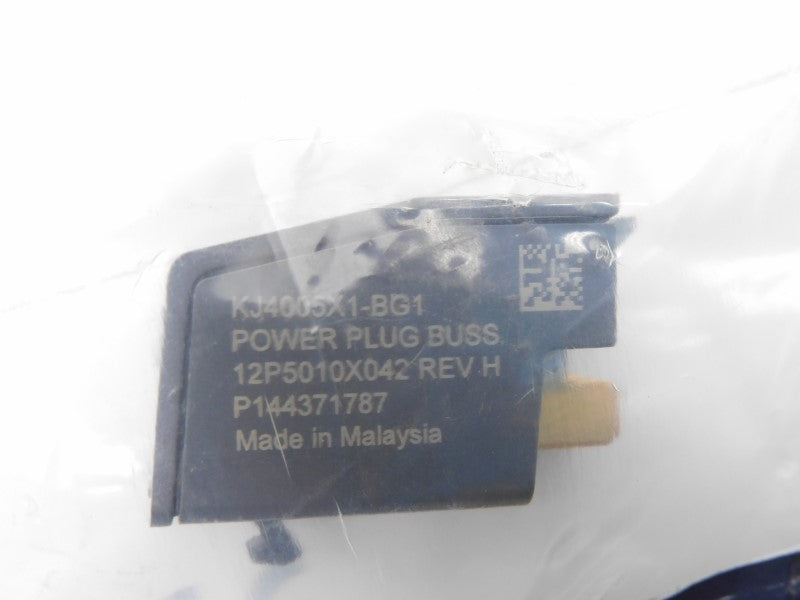 KJ4005X1-BG1
POWER PLUG BUSS
12P5010X042 REV H
P144371787
Made in Malaysia